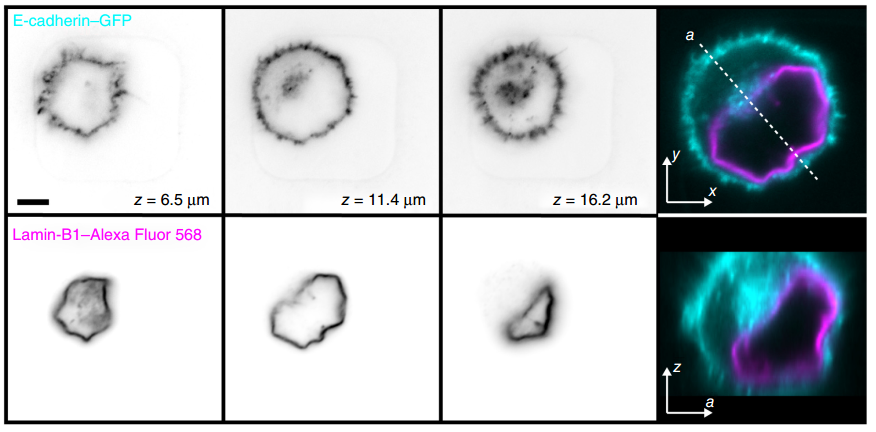 E-cadherin–GFP
z = 6.5 μm
z = 11.4 μm
z = 16.2 μm
a
y
x
Lamin-B1–Alexa Fluor 568
z
a